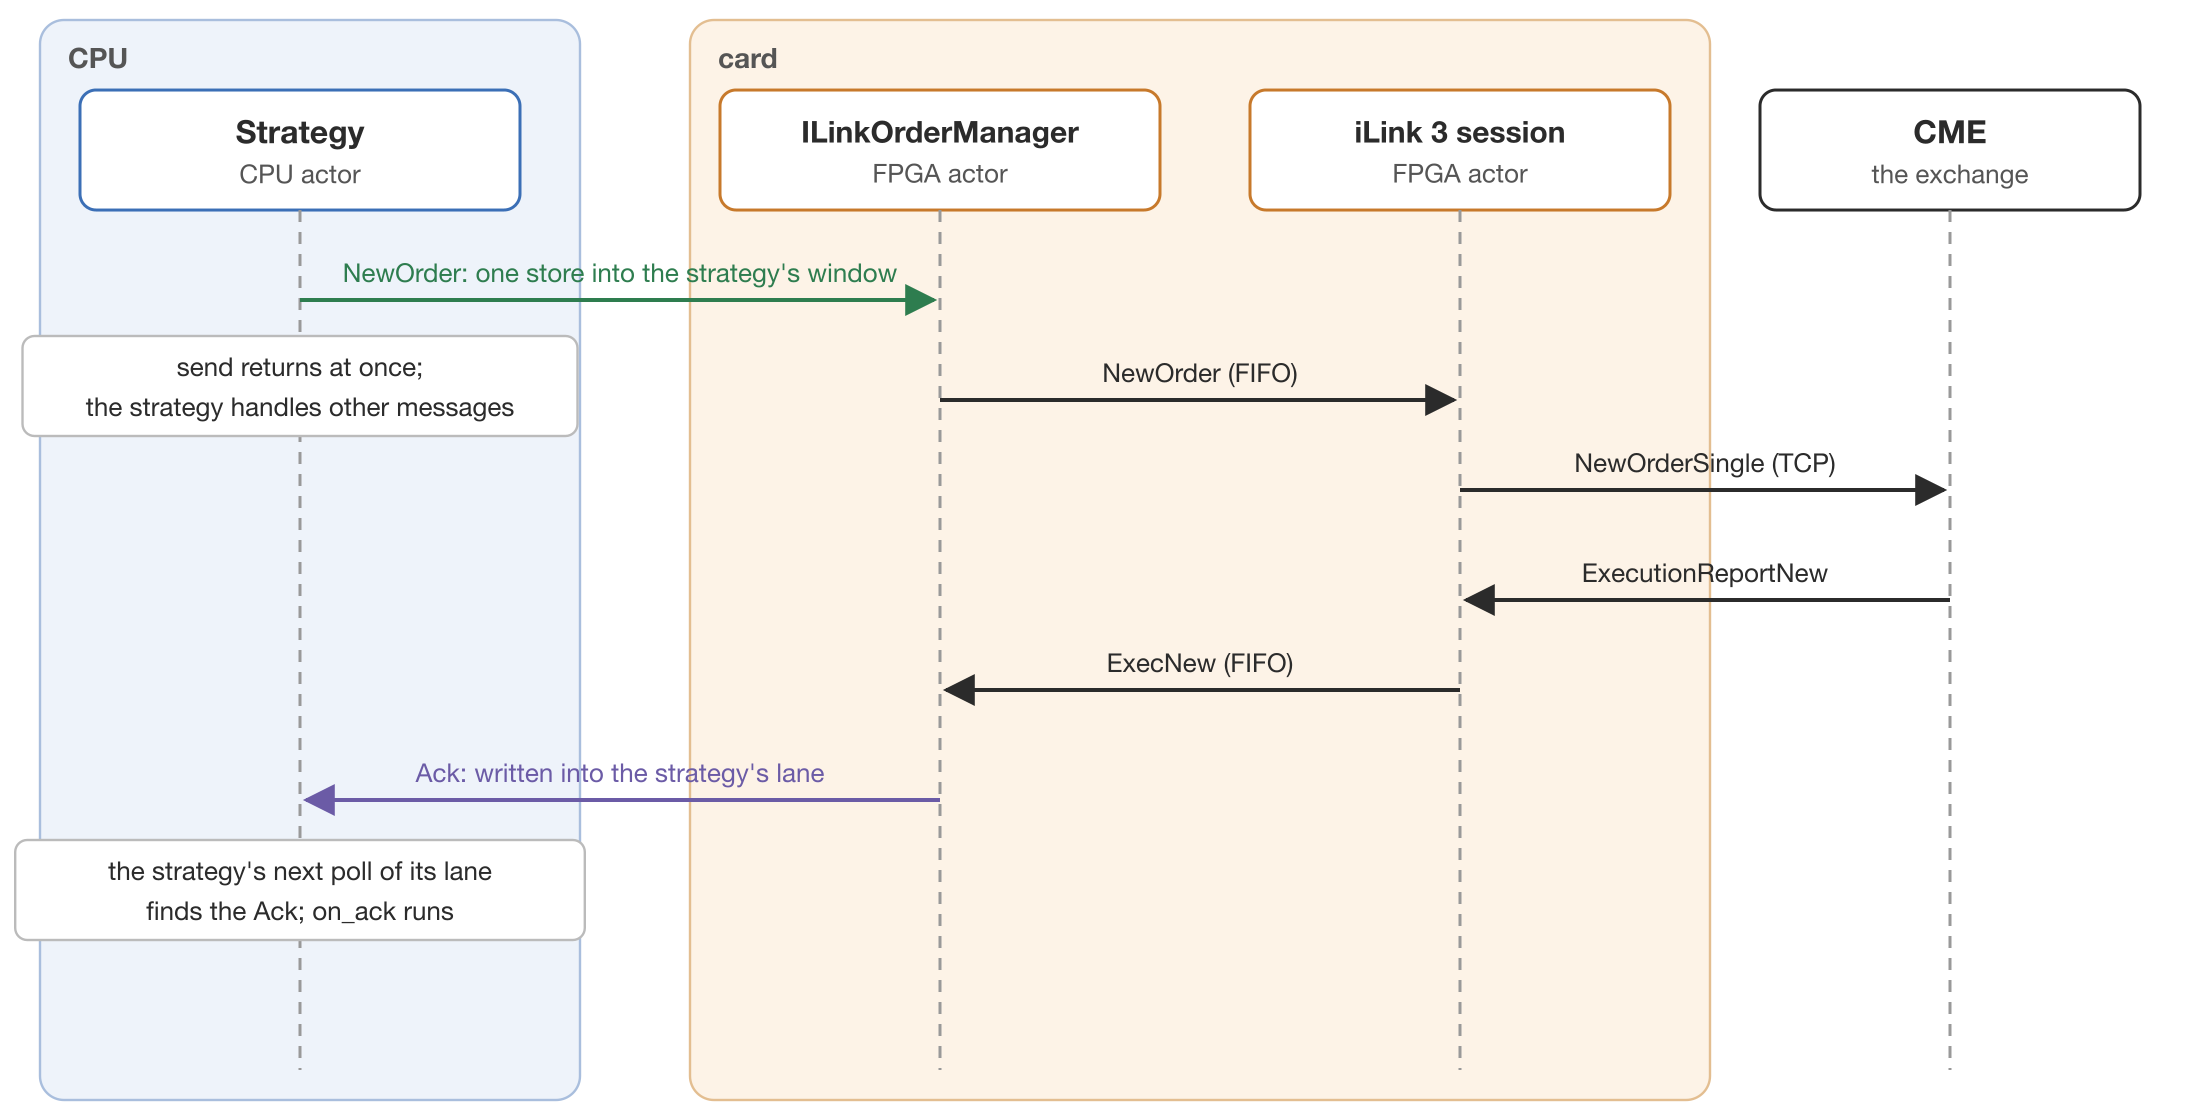 CPU
card
Strategy
CPU actor
ILinkOrderManager
FPGA actor
iLink 3 session
FPGA actor
CME
the exchange
NewOrder: one store into the strategy's window
send returns at once;
the strategy handles other messages
NewOrder (FIFO)
NewOrderSingle (TCP)
ExecutionReportNew
ExecNew (FIFO)
Ack: written into the strategy's lane
the strategy's next poll of its lane
finds the Ack; on_ack runs